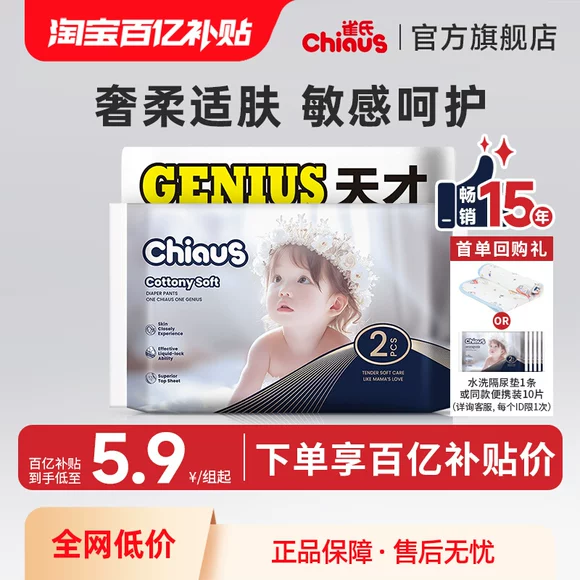 淘宝百亿补贴
雀氏
Chiaus
官方旗舰店
奢柔适肤 敏感呵护
GENIUS 天才
畅销15年
Chiaus
Cottony Soft
DIAPER PANTS
ONE CHIAUS ONE GENIUS
Skin
Closely
Experience
Effective
Liquid-lock
Ability
Superior
Top Sheet
2 PCS
TENDER SOFT CARE
LIKE MAMA'S LOVE
首单回购礼
OR
Chiaus
水洗隔尿垫1条
或同款便携装10片
(详询客服,每个ID限1次)
百亿补贴
到手低至
5.9
¥/组起
下单享百亿补贴价
全网低价
正品保障·售后无忧